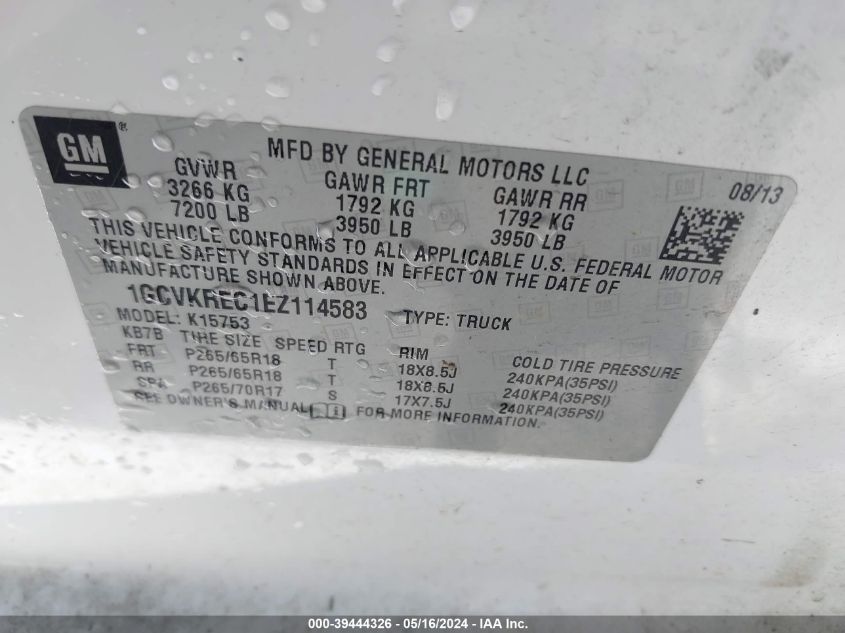 GM ®
MFD BY GENERAL MOTORS LLC 08/13
GVWR GAWR FRT GAWR RR
3266 KG 1792 KG 1792 KG
7200 LB 3950 LB 3950 LB
THIS VEHICLE CONFORMS TO ALL APPLICABLE U.S. FEDERAL MOTOR
VEHICLE SAFETY STANDARDS IN EFFECT ON THE DATE OF
MANUFACTURE SHOWN ABOVE.
1GCVKREC1EZ114583 TYPE: TRUCK
MODEL: K15753
KB7B TIRE SIZE SPEED RTG RIM COLD TIRE PRESSURE
FRT P265/65R18 T 18X8.5J 240KPA(35PSI)
RR P265/65R18 T 18X8.5J 240KPA(35PSI)
SPA P265/70R17 S 17X7.5J 240KPA(35PSI)
SEE OWNER'S MANUAL FOR MORE INFORMATION.
000-39444326 - 05/16/2024 - IAA Inc.